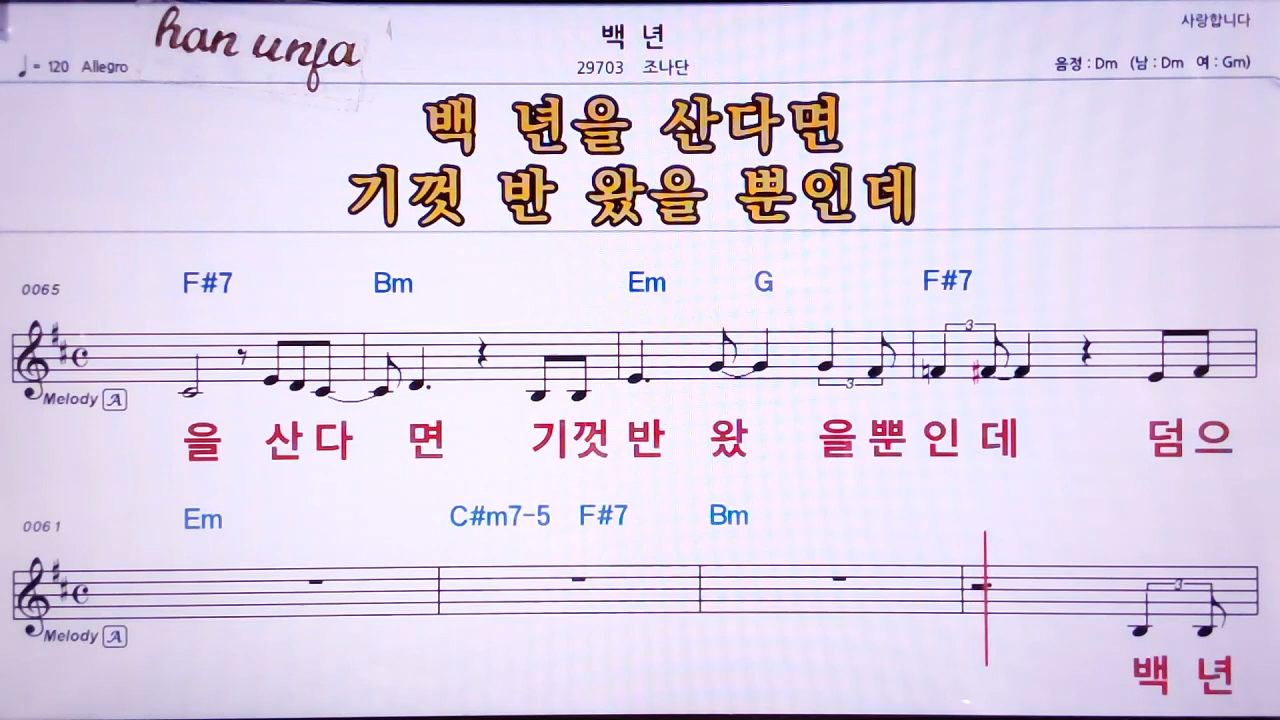 han unja
사랑합니다
백 년
♩= 120 Allegro
29703 조나단
음정 : Dm (남 : Dm 여 : Gm)
백 년을 산다면
기껏 반 왔을 뿐인데
0065 F#7 Bm Em G F#7
3 3
Melody A
을 산다 면 기껏 반 왔 을 뿐 인 데 덤으
0061 Em C#m7-5 F#7 Bm
3
Melody A
백 년